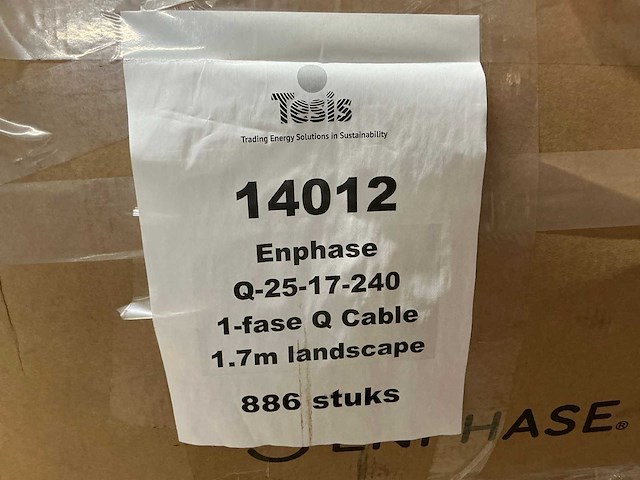 Tesis
Trading Energy Solutions in Sustainability
14012
Enphase
Q-25-17-240
1-fase Q Cable
1.7m landscape
886 stuks
ENPHASE®